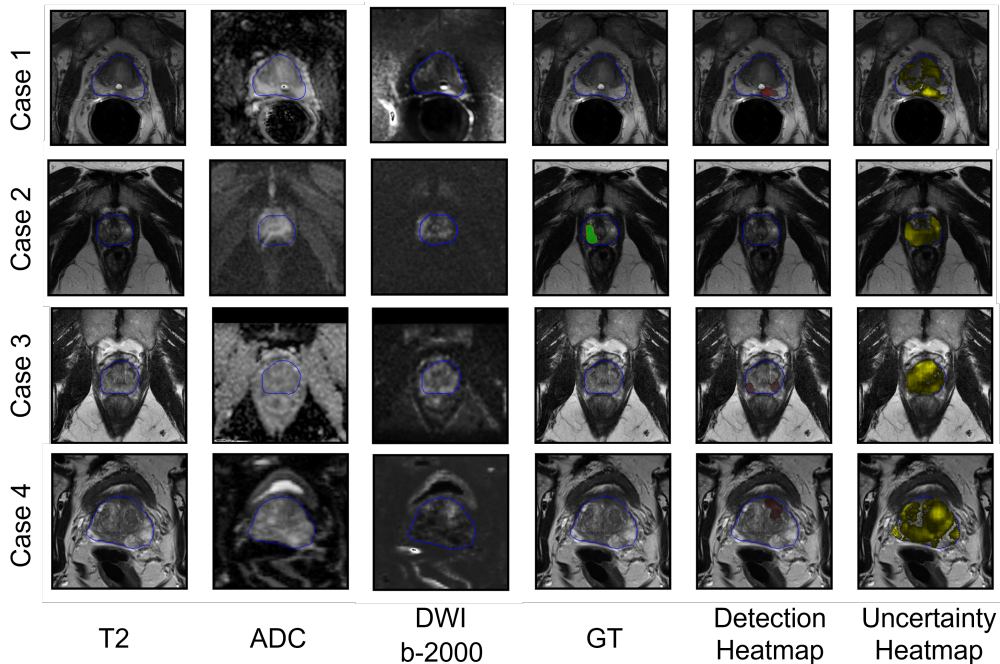 Case 1
Case 2
Case 3
Case 4
T2
ADC
DWI
b-2000
GT
Detection
Heatmap
Uncertainty
Heatmap